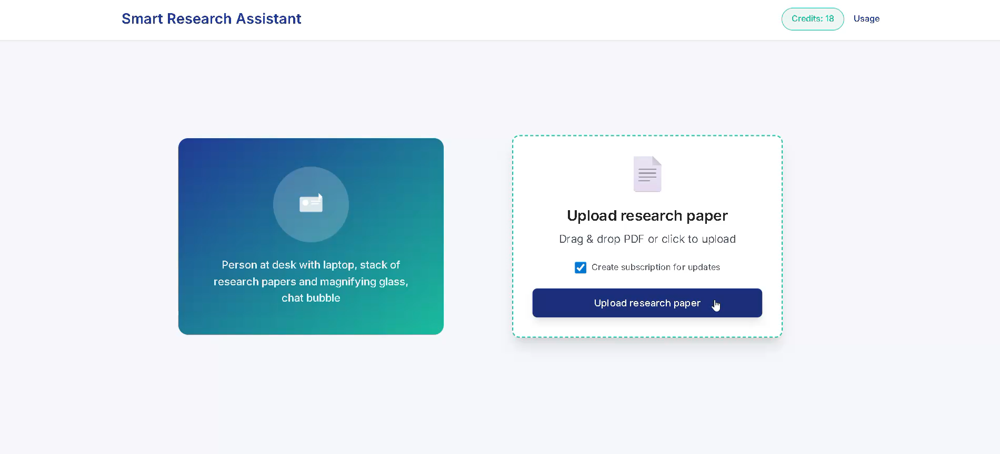 Smart Research Assistant
Credits: 18
Usage
Person at desk with laptop, stack of
research papers and magnifying glass,
chat bubble
Upload research paper
Drag & drop PDF or click to upload
Create subscription for updates
Upload research paper